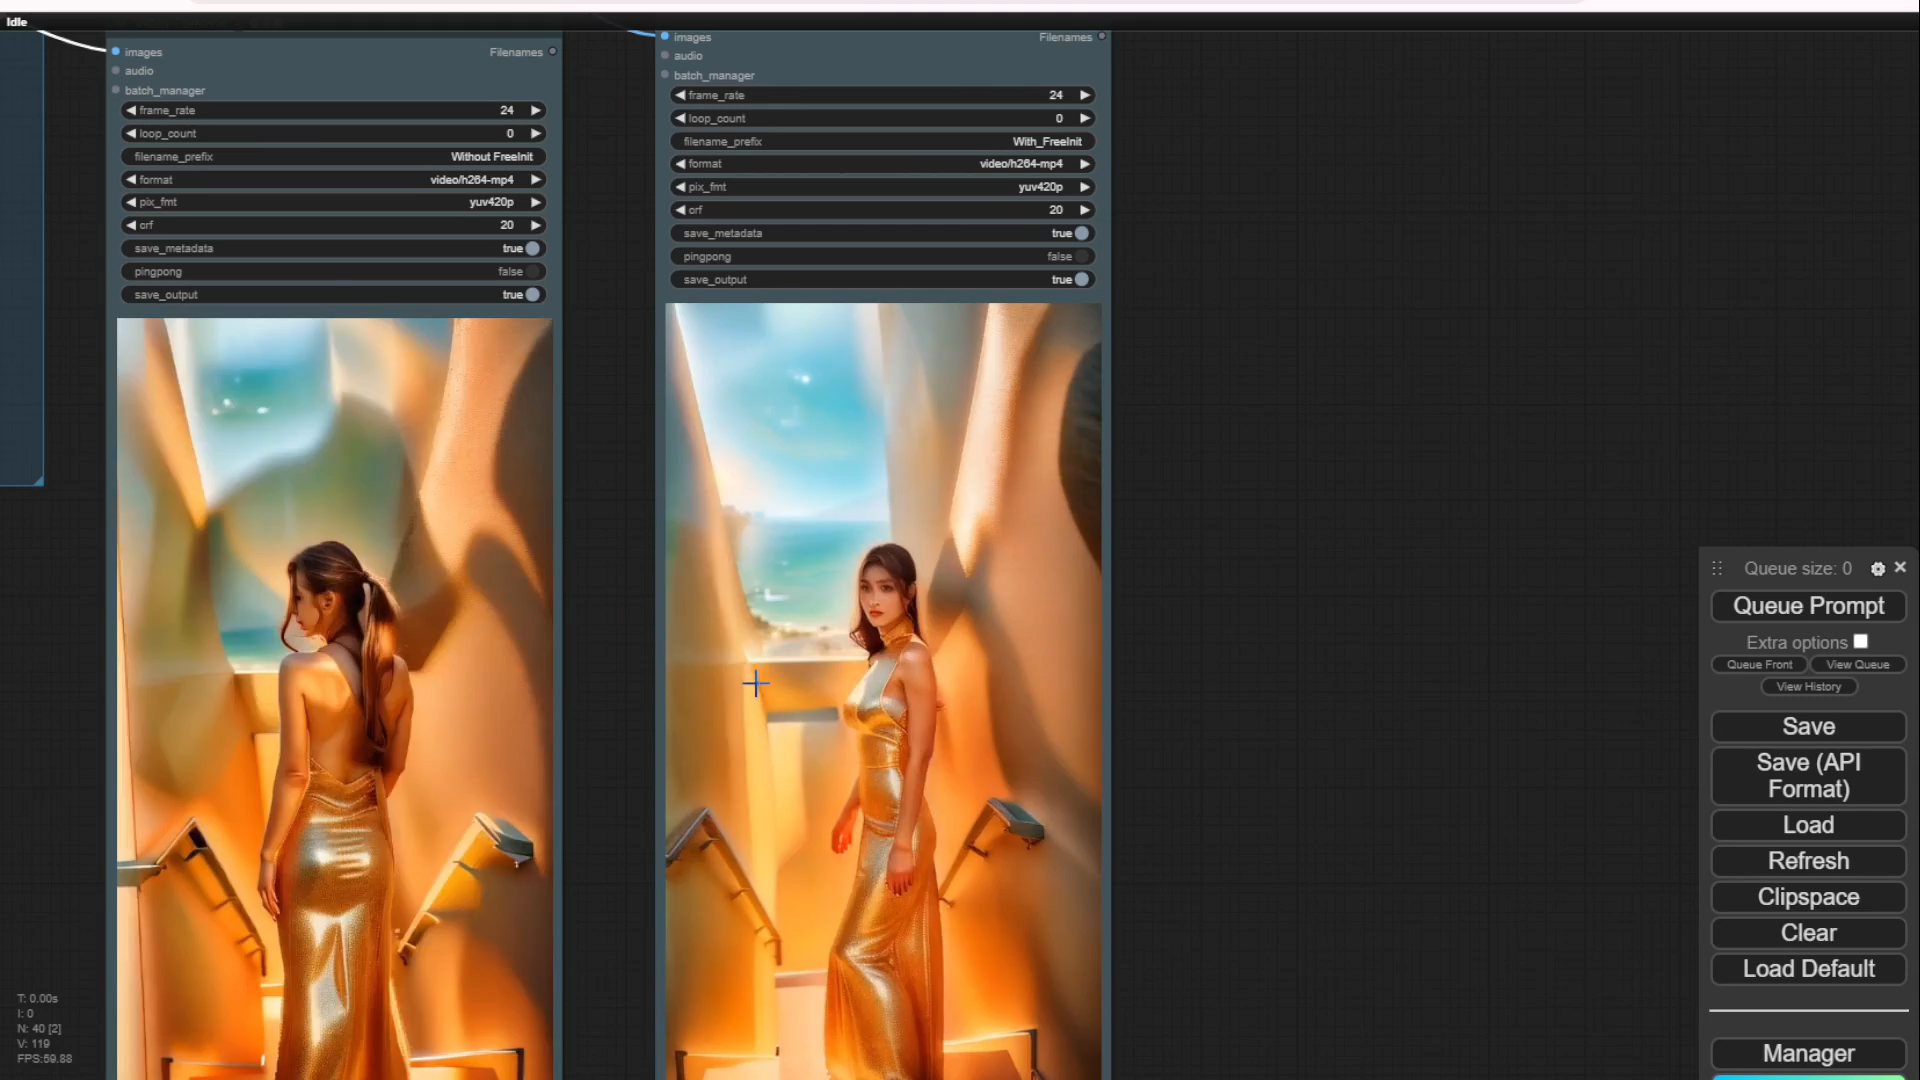 Idle
images
Filenames
audio
batch_manager
frame_rate 24
loop_count 0
filename_prefix Without FreeInit
format video/h264-mp4
pix_fmt yuv420p
crf 20
save_metadata true
pingpong false
save_output true
images
Filenames
audio
batch_manager
frame_rate 24
loop_count 0
filename_prefix With_FreeInit
format video/h264-mp4
pix_fmt yuv420p
crf 20
save_metadata true
pingpong false
save_output true
Queue size: 0
Queue Prompt
Extra options
Queue Front View Queue
View History
Save
Save (API
Format)
Load
Refresh
Clipspace
Clear
Load Default
Manager
T: 0.00s
I: 0
N: 40 [2]
V: 119
FPS:59.88